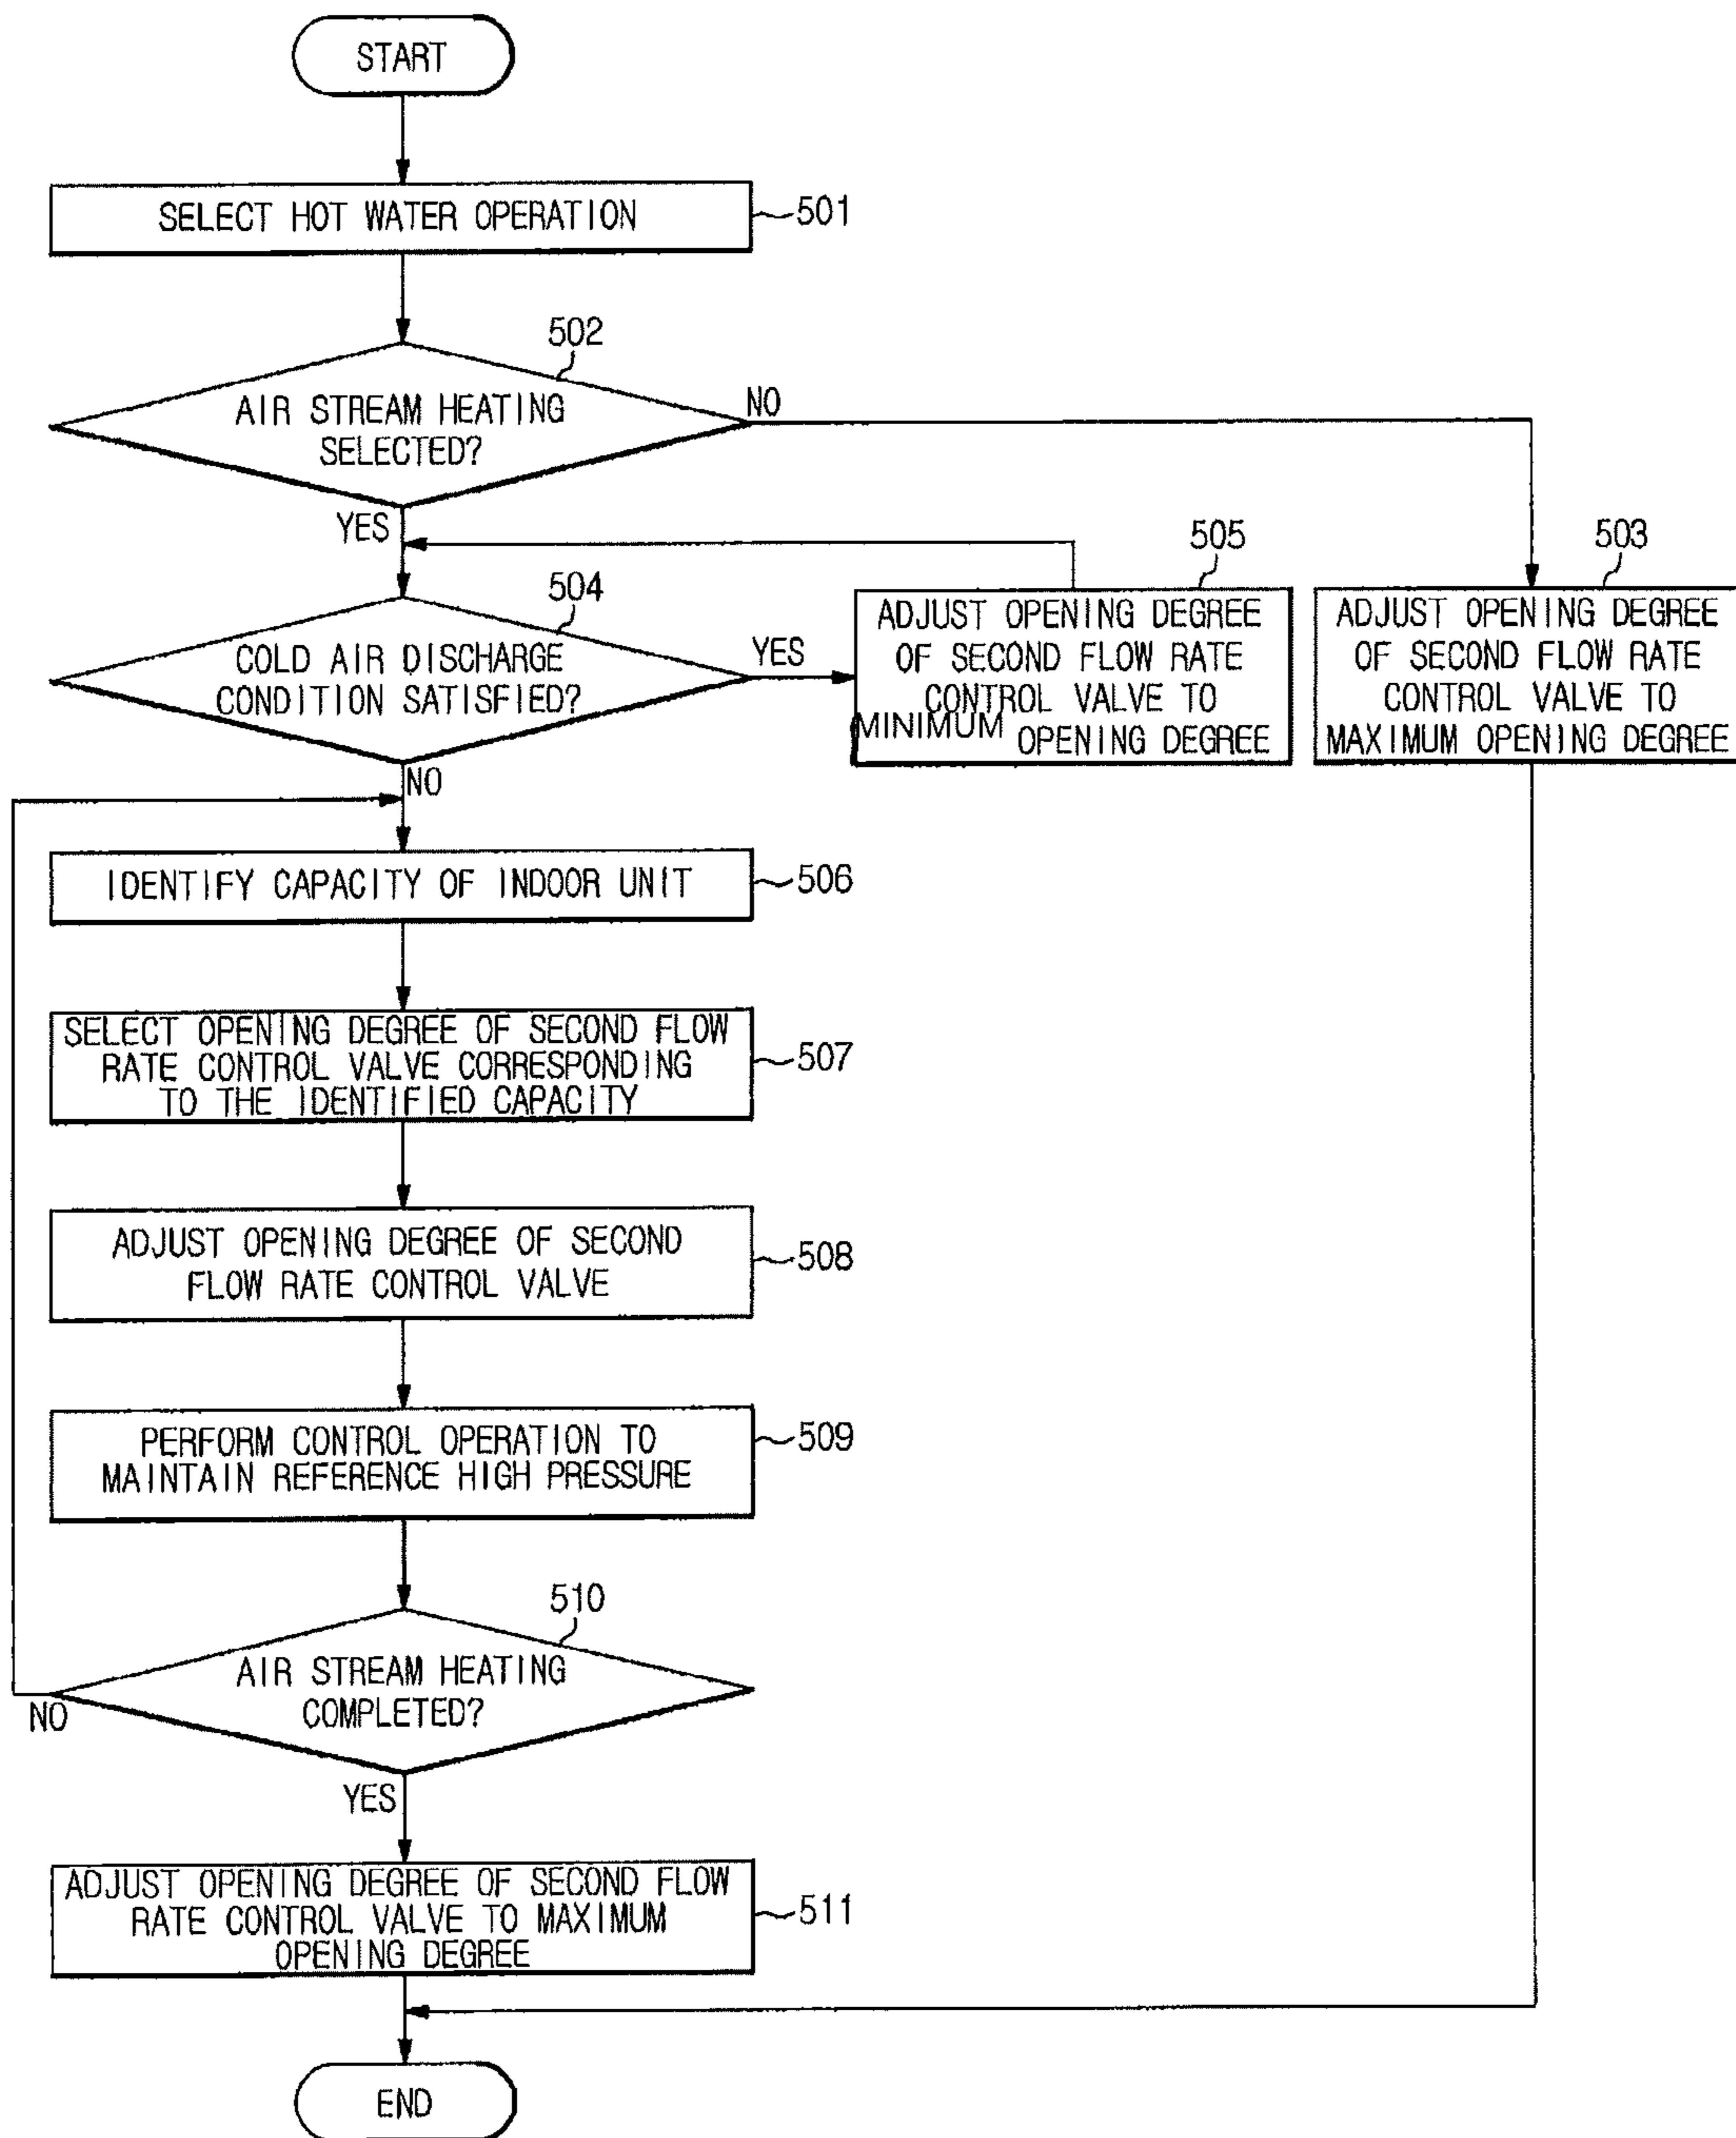 START
SELECT HOT WATER OPERATION
501
502
AIR STREAM HEATING
SELECTED?
NO
YES
505
503
504
COLD AIR DISCHARGE
CONDITION SATISFIED?
YES
NO
ADJUST OPENING DEGREE
OF SECOND FLOW RATE
CONTROL VALVE TO
MINIMUM OPENING DEGREE
ADJUST OPENING DEGREE
OF SECOND FLOW RATE
CONTROL VALVE TO
MAXIMUM OPENING DEGREE
IDENTIFY CAPACITY OF INDOOR UNIT
506
SELECT OPENING DEGREE OF SECOND FLOW
RATE CONTROL VALVE CORRESPONDING
TO THE IDENTIFIED CAPACITY
507
ADJUST OPENING DEGREE OF SECOND
FLOW RATE CONTROL VALVE
508
PERFORM CONTROL OPERATION TO
MAINTAIN REFERENCE HIGH PRESSURE
509
510
AIR STREAM HEATING
COMPLETED?
NO
YES
ADJUST OPENING DEGREE OF SECOND FLOW
RATE CONTROL VALVE TO MAXIMUM
OPENING DEGREE
511
END